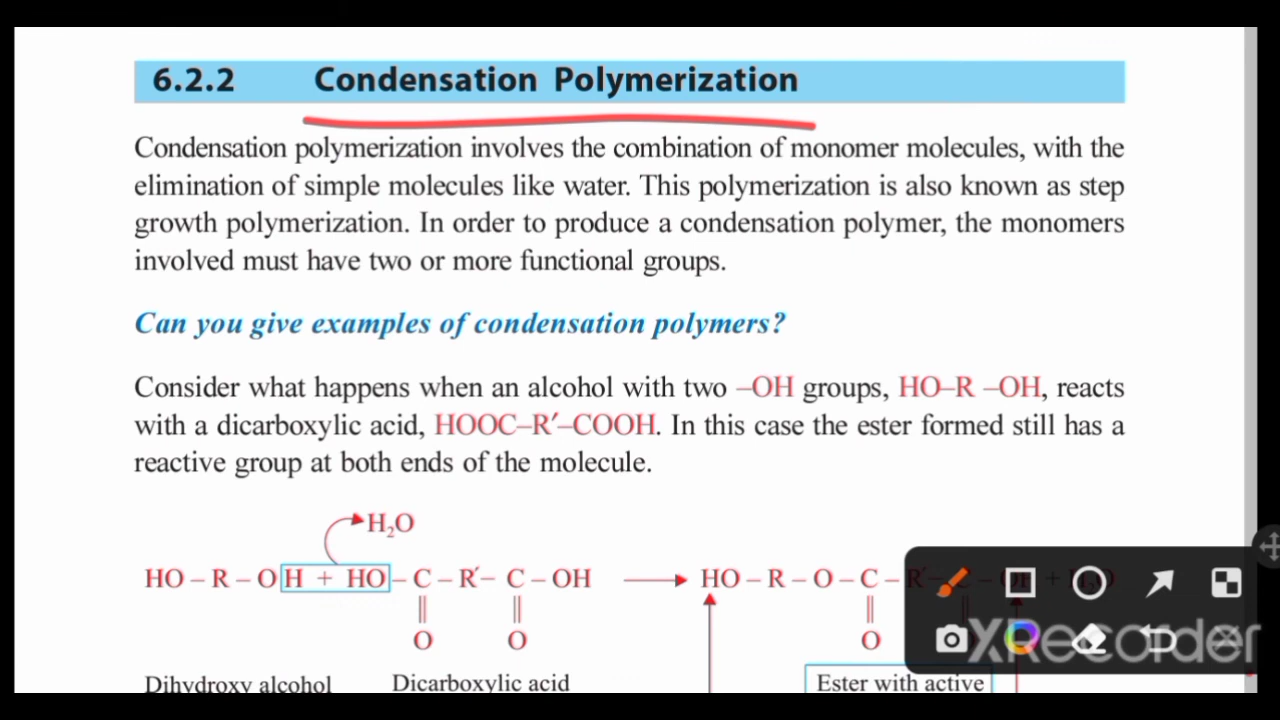 6.2.2 Condensation Polymerization
Condensation polymerization involves the combination of monomer molecules, with the
elimination of simple molecules like water. This polymerization is also known as step
growth polymerization. In order to produce a condensation polymer, the monomers
involved must have two or more functional groups.
Can you give examples of condensation polymers?
Consider what happens when an alcohol with two –OH groups, HO–R –OH, reacts
with a dicarboxylic acid, HOOC–R′–COOH. In this case the ester formed still has a
reactive group at both ends of the molecule.
H₂O
HO – R – O H + HO – C – R′ – C – OH HO – R – O – C – R′ – C – OH + H₂O
O O O
Dihydroxy alcohol Dicarboxylic acid Ester with active
XRecorder